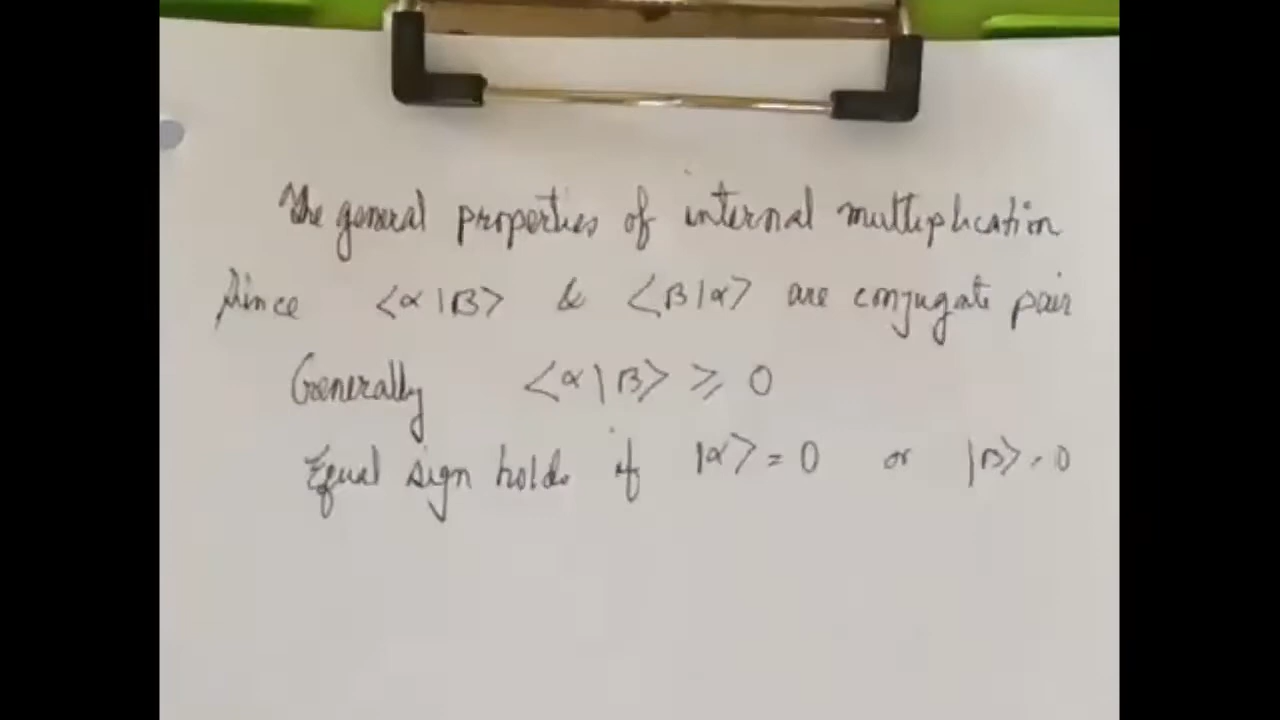 The general properties of internal multiplication
Since <α|β> & <β|α> are conjugate pair
Generally <α|β> ≥ 0
Equal sign holds if |α> = 0 or |β> = 0